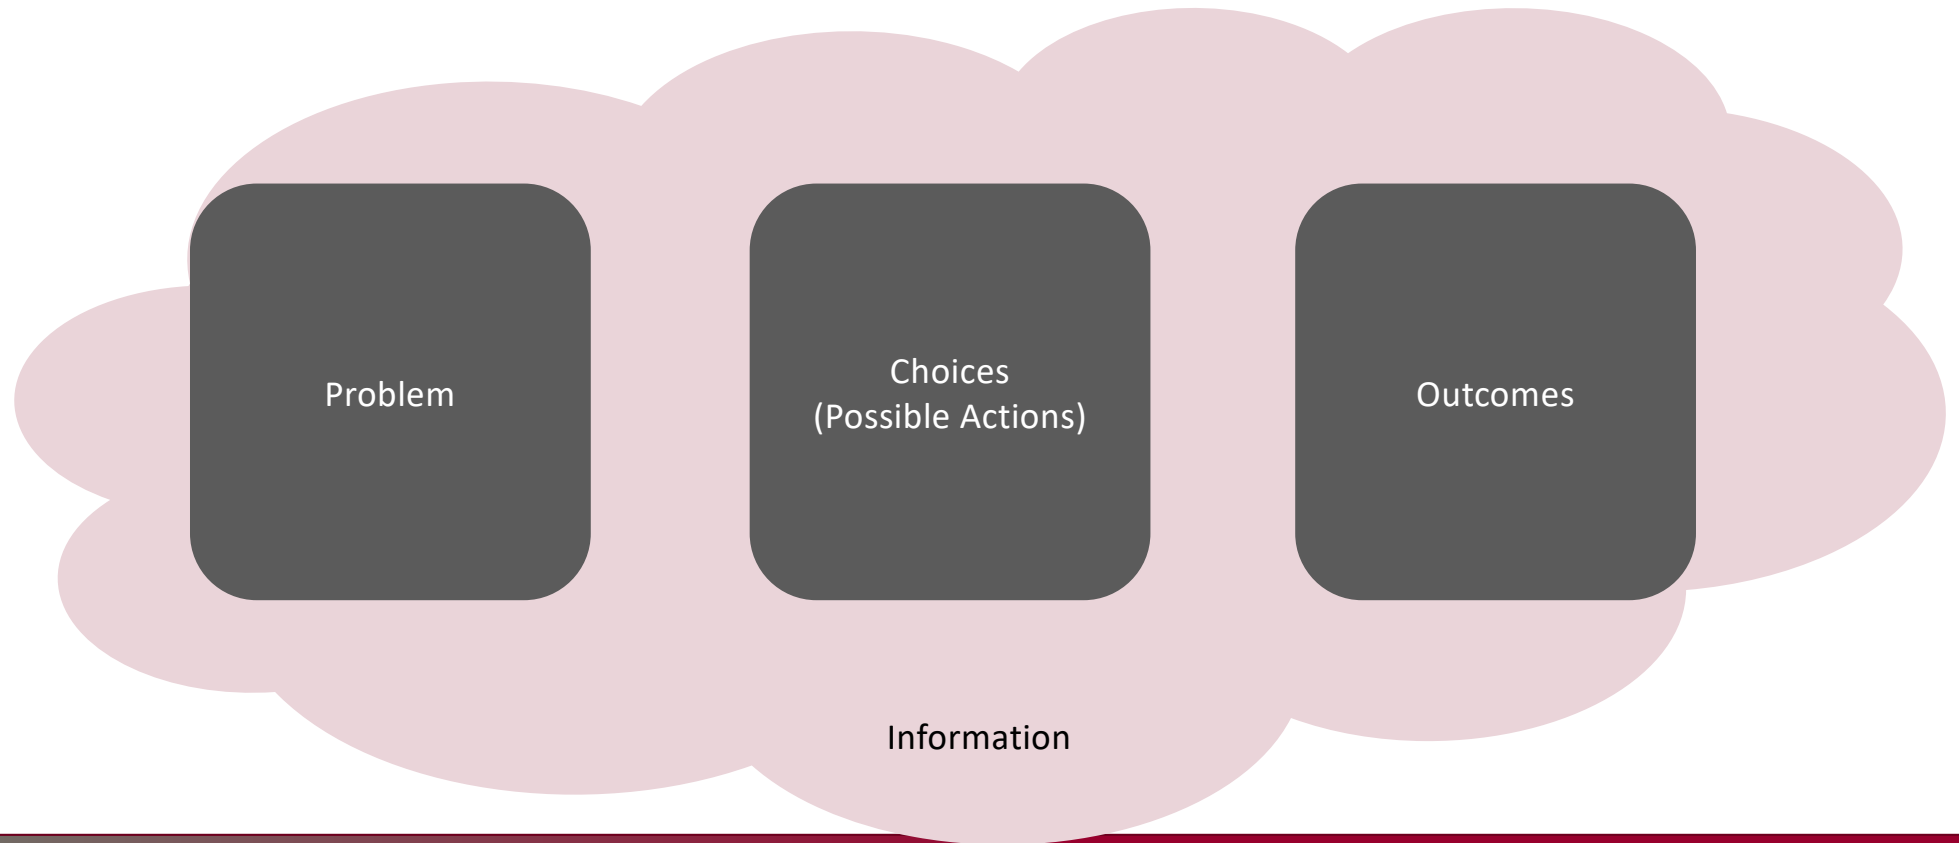 Problem
Choices
(Possible Actions)
Outcomes
Information